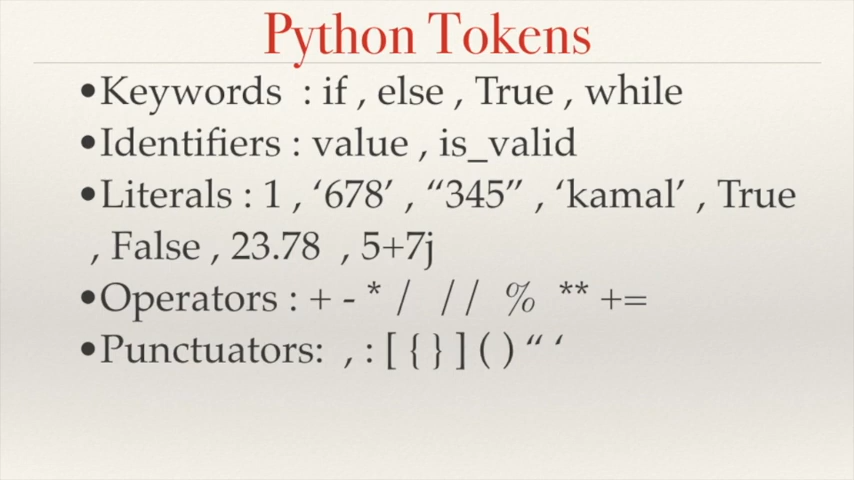 Python Tokens
•Keywords : if , else , True , while
•Identifiers : value , is_valid
•Literals : 1 , ‘678’ , “345” , ‘kamal’ , True
, False , 23.78 , 5+7j
•Operators : + - * / // % ** +=
•Punctuators: , : [ { } ] ( ) “ ‘